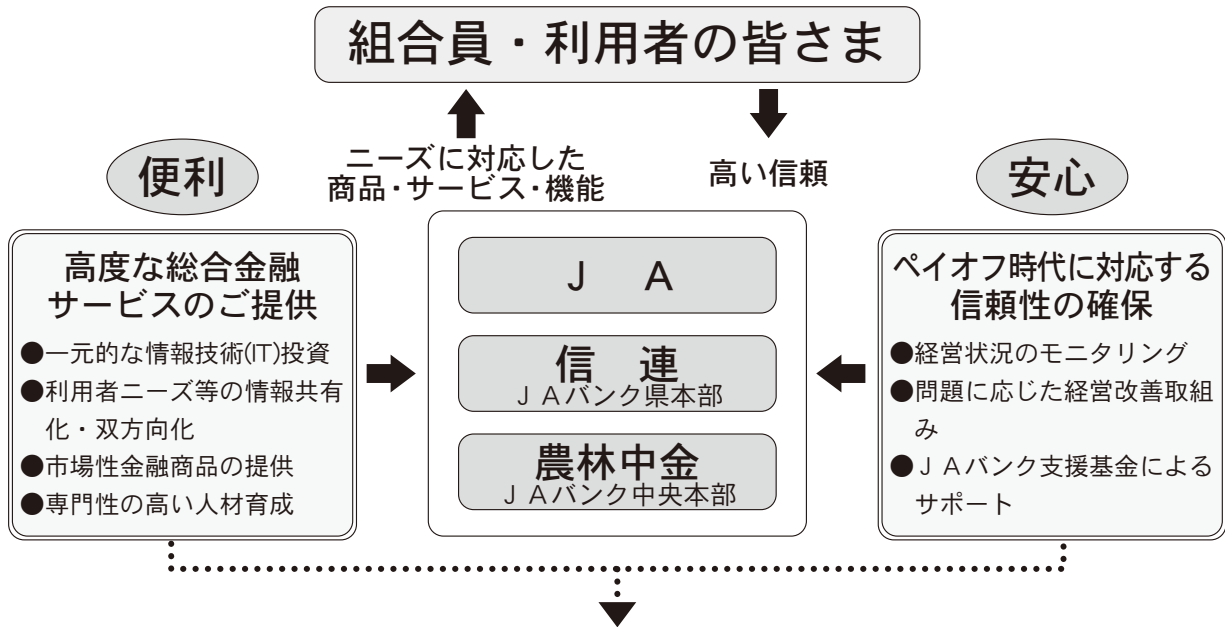 組合員・利用者の皆さま
ニーズに対応した
商品・サービス・機能
高い信頼
便利
高度な総合金融
サービスのご提供
●一元的な情報技術(IT)投資
●利用者ニーズ等の情報共有
化・双方向化
●市場性金融商品の提供
●専門性の高い人材育成
J A
信 連
J Aバンク県本部
農林中金
J Aバンク中央本部
安心
ペイオフ時代に対応する
信頼性の確保
●経営状況のモニタリング
●問題に応じた経営改善取組
み
●J Aバンク支援基金による
サポート